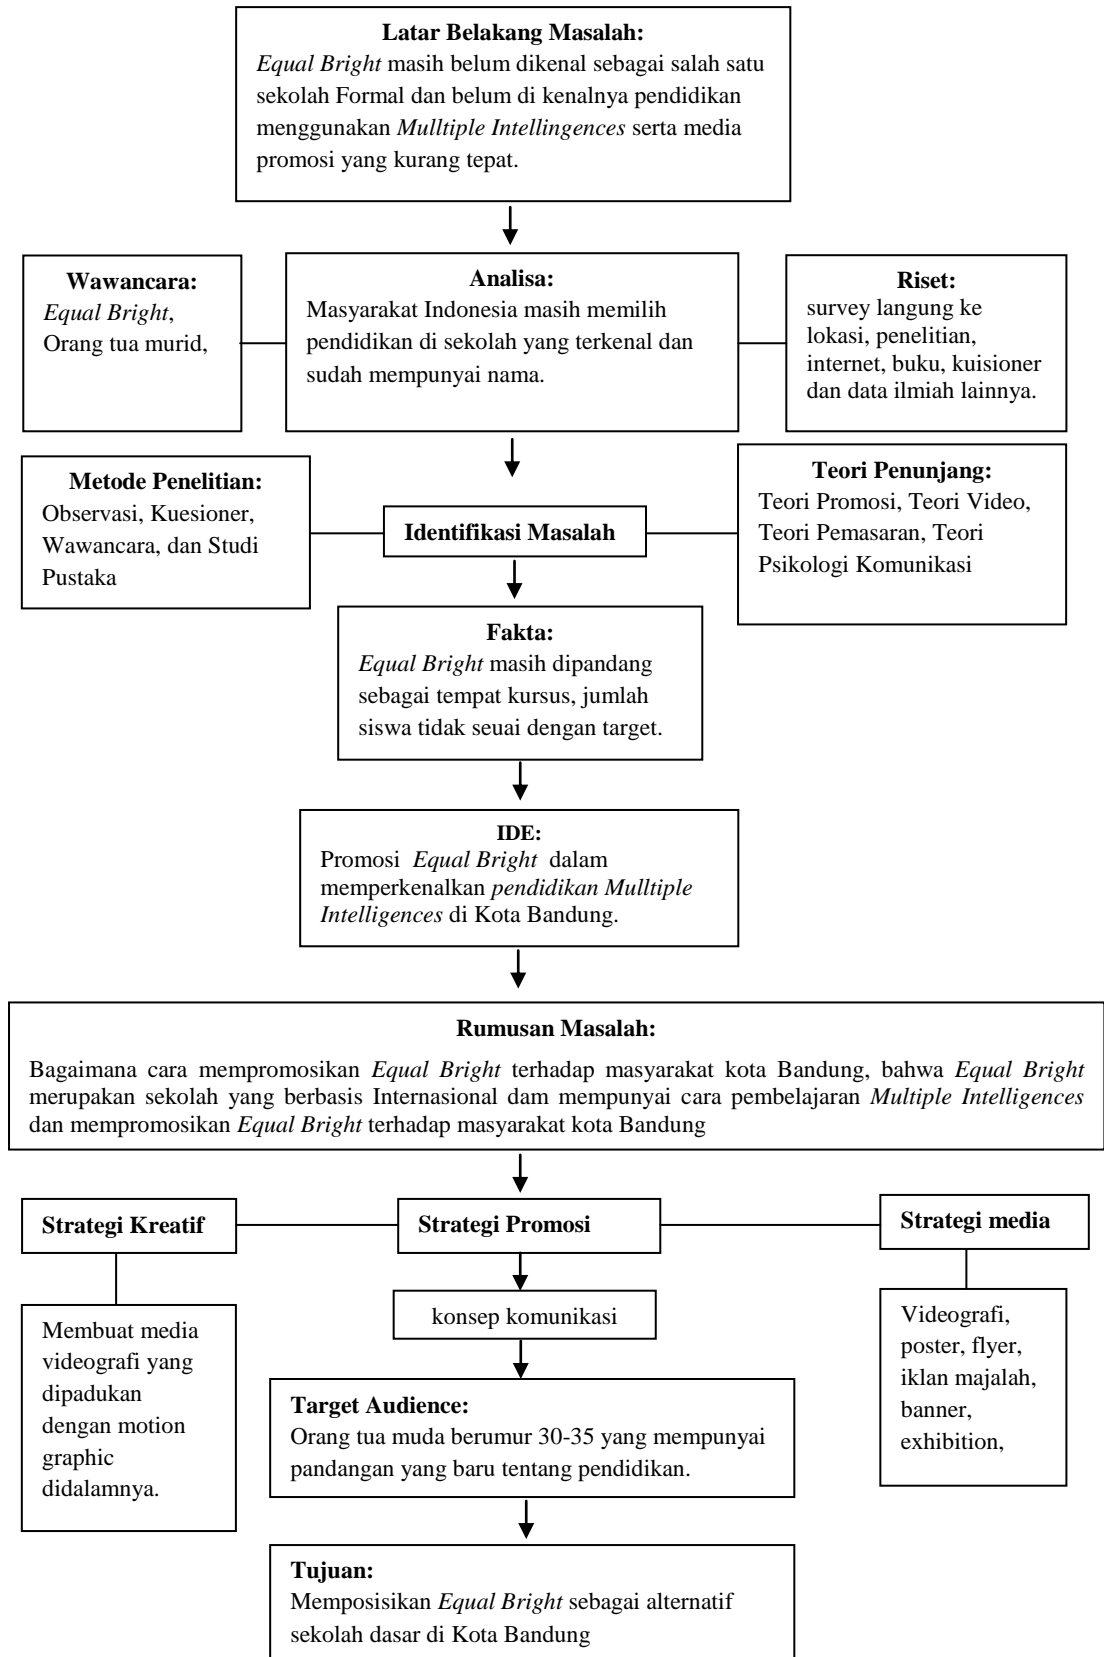 Latar Belakang Masalah:
Equal Bright masih belum dikenal sebagai salah satu
sekolah Formal dan belum di kenalnya pendidikan
menggunakan Mulltiple Intellingences serta media
promosi yang kurang tepat.
Wawancara:
Equal Bright,
Orang tua murid,
Analisa:
Masyarakat Indonesia masih memilih
pendidikan di sekolah yang terkenal dan
sudah mempunyai nama.
Riset:
survey langung ke
lokasi, penelitian,
internet, buku, kuisioner
dan data ilmiah lainnya.
Metode Penelitian:
Observasi, Kuesioner,
Wawancara, dan Studi
Pustaka
Identifikasi Masalah
Teori Penunjang:
Teori Promosi, Teori Video,
Teori Pemasaran, Teori
Psikologi Komunikasi
Fakta:
Equal Bright masih dipandang
sebagai tempat kursus, jumlah
siswa tidak seuai dengan target.
IDE:
Promosi Equal Bright dalam
memperkenalkan pendidikan Mulltiple
Intelligences di Kota Bandung.
Rumusan Masalah:
Bagaimana cara mempromosikan Equal Bright terhadap masyarakat kota Bandung, bahwa Equal Bright
merupakan sekolah yang berbasis Internasional dam mempunyai cara pembelajaran Multiple Intelligences
dan mempromosikan Equal Bright terhadap masyarakat kota Bandung
Strategi Kreatif
Strategi Promosi
Strategi media
Membuat media
videografi yang
dipadukan
dengan motion
graphic
didalamnya.
konsep komunikasi
Videografi,
poster, flyer,
iklan majalah,
banner,
exhibition,
Target Audience:
Orang tua muda berumur 30-35 yang mempunyai
pandangan yang baru tentang pendidikan.
Tujuan:
Memposisikan Equal Bright sebagai alternatif
sekolah dasar di Kota Bandung